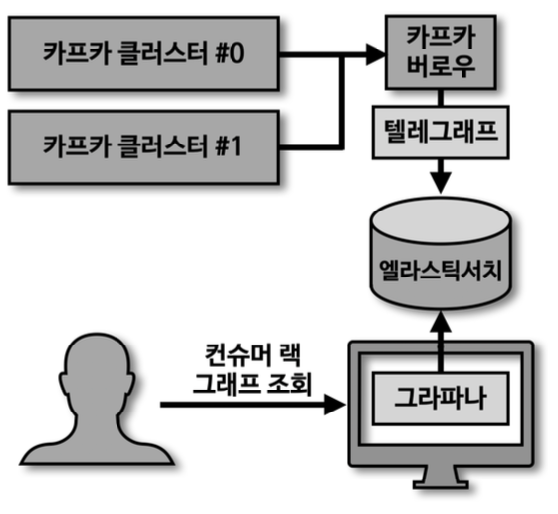 카프카 클러스터 #0
카프카
버로우
카프카 클러스터 #1
텔레그래프
엘라스틱서치
컨슈머 랙
그래프 조회
그라파나